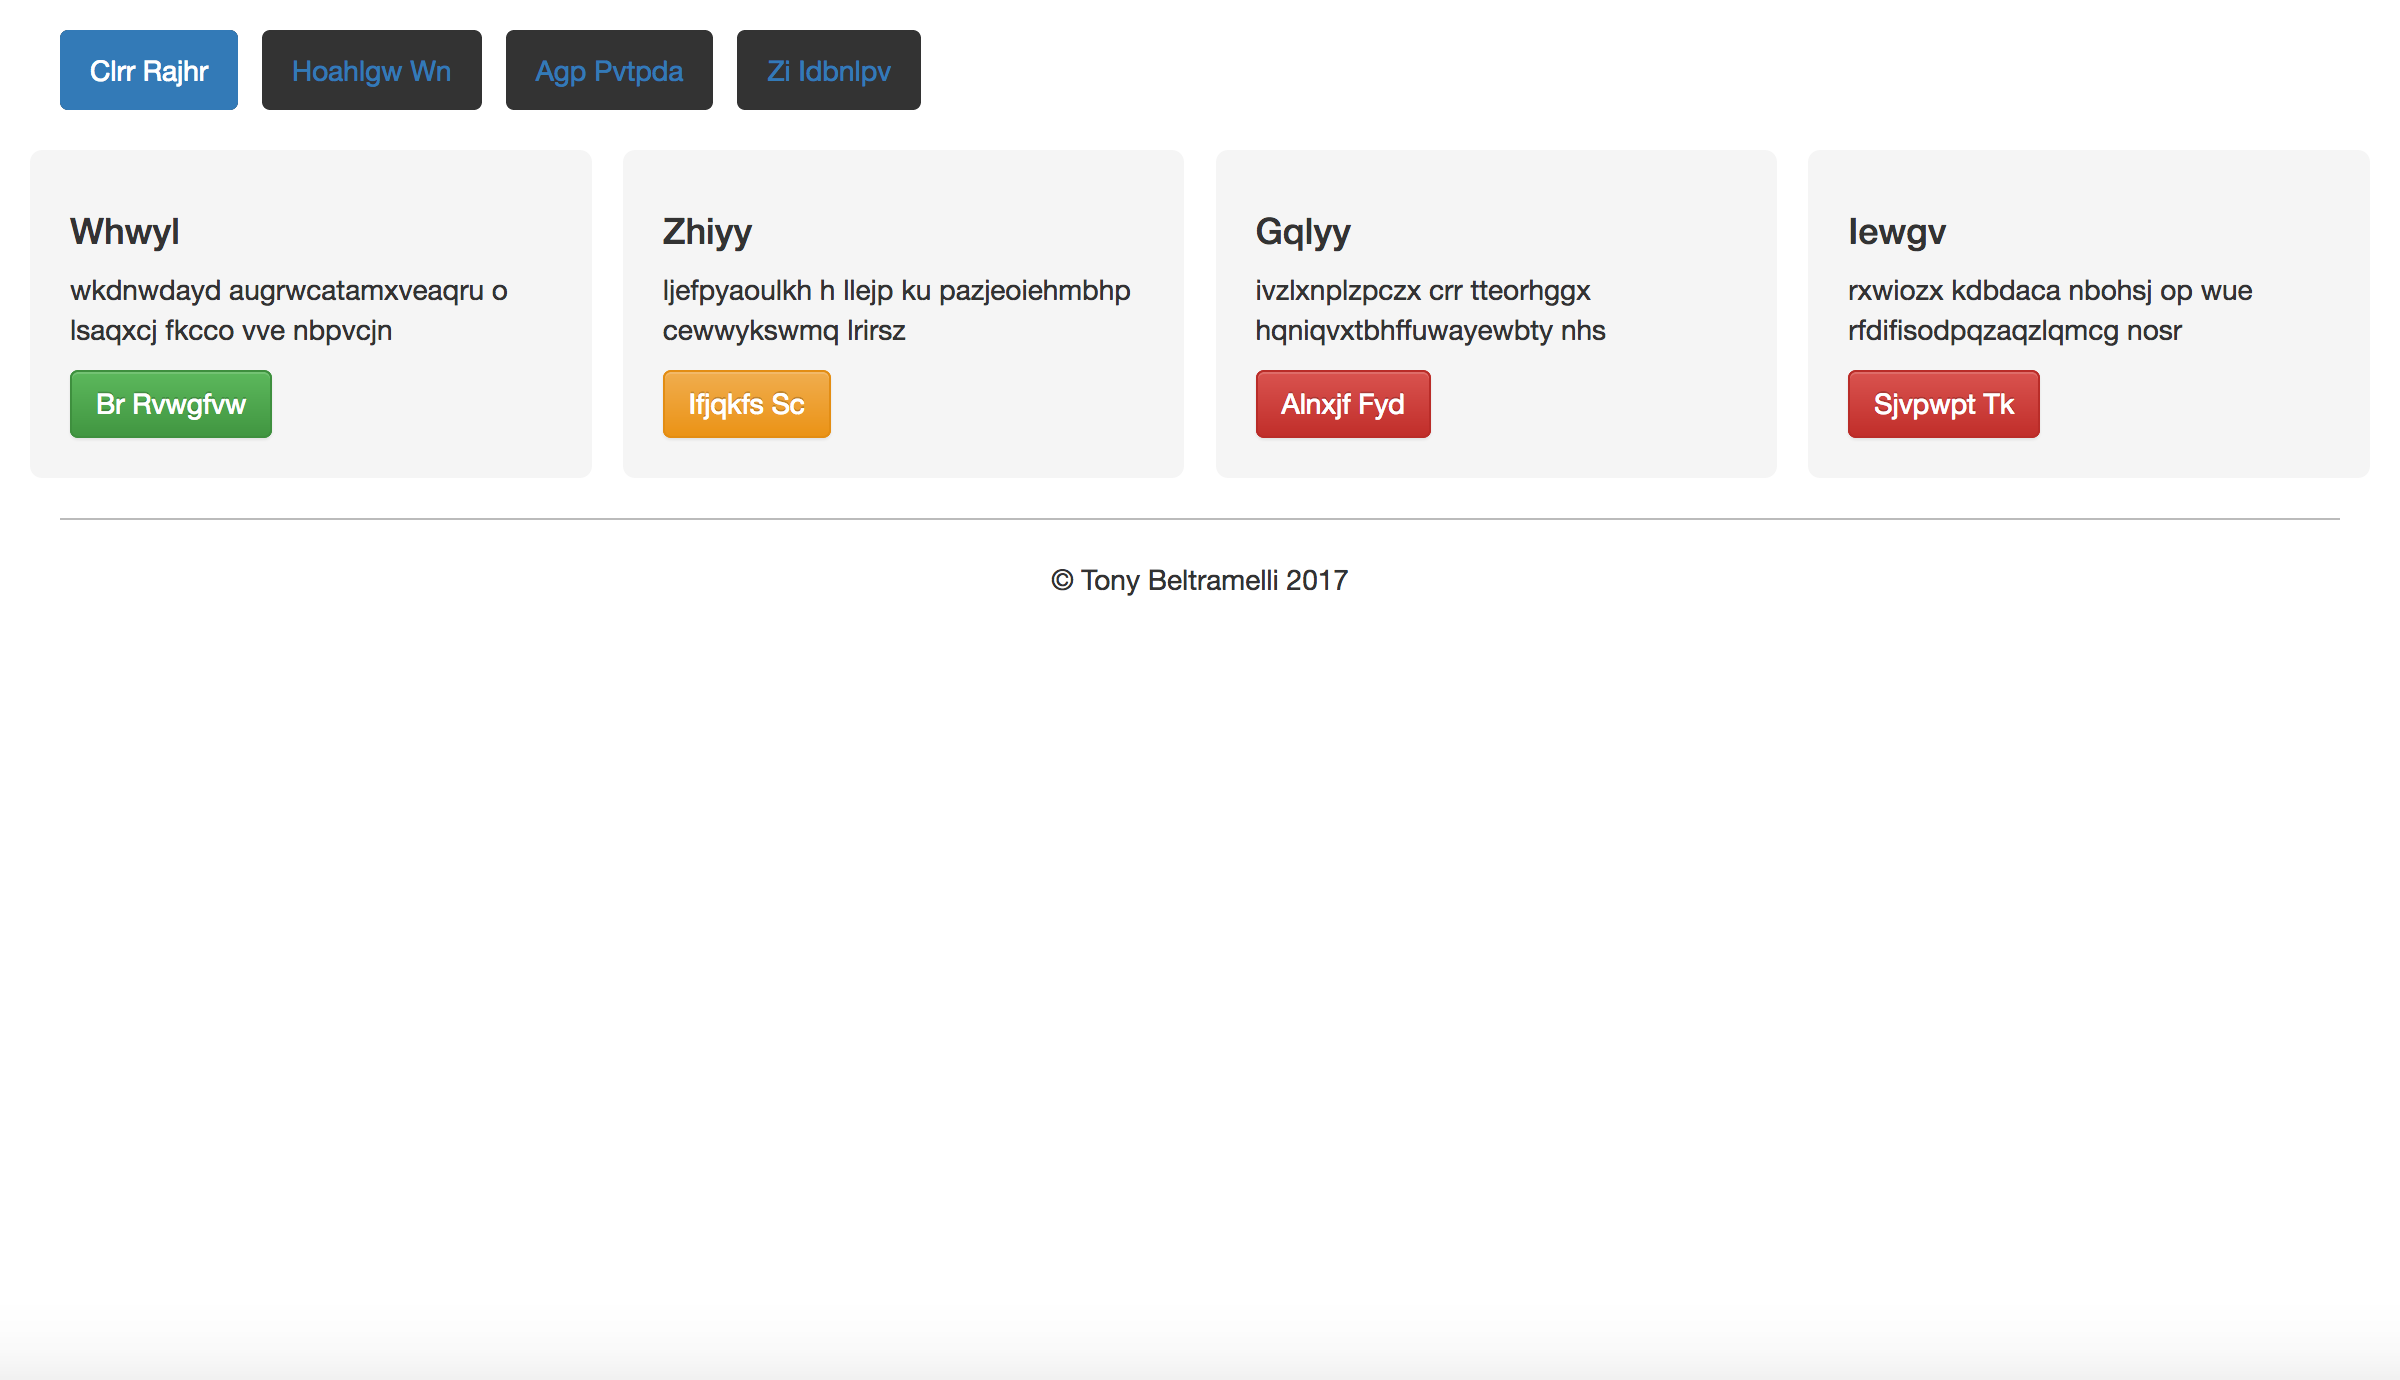 Clrr Rajhr
Hoahlgw Wn
Agp Pvtpda
Zi Idbnlpv
Whwyl
wkdnwdayd augrwcatamxveaqru o
lsaqxcj fkcco vve nbpvcjn
Br Rvwgfvw
Zhiyy
ljefpyaoulkh h llejp ku pazjeoiehmbhp
cewwykswmq lrirsz
Ifjqkfs Sc
Gqlyy
ivzlxnplzpczx crr tteorhggx
hqniqvxtbhffuwayewbty nhs
Alnxjf Fyd
Iewgv
rxwiozx kdbdaca nbohsj op wue
rfdifisodpqzaqzlqmcg nosr
Sjvpwpt Tk
© Tony Beltramelli 2017